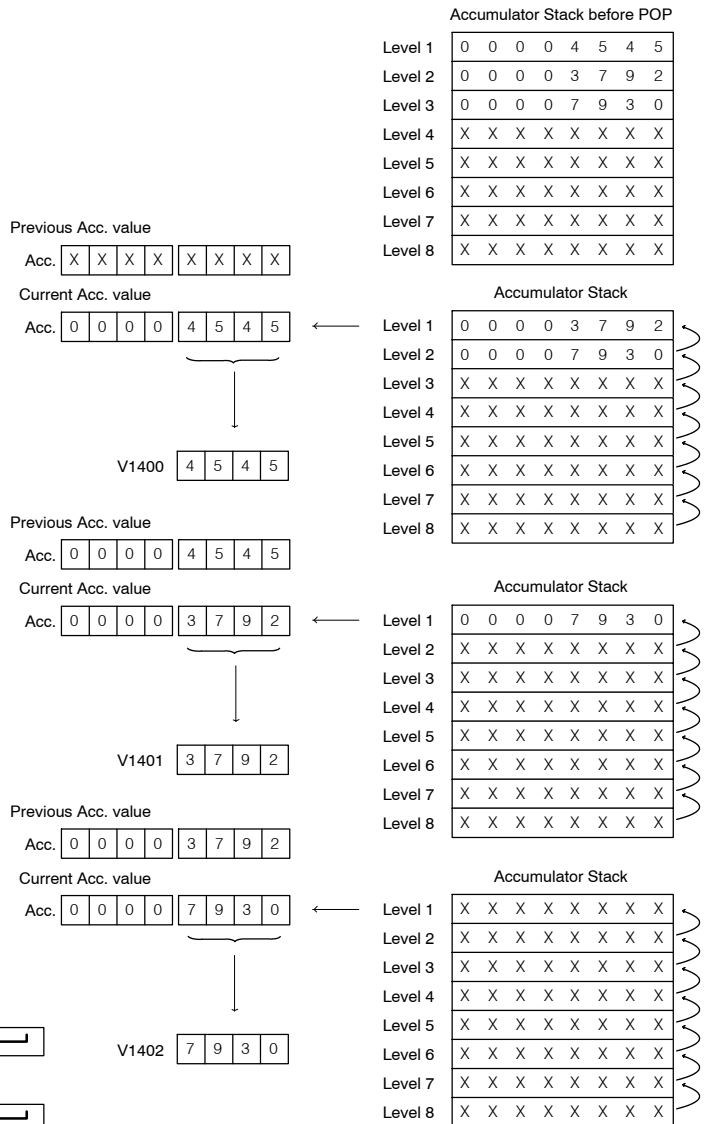 Accumulator Stack before POP
Level 1 0 0 0 0 4 5 4 5
Level 2 0 0 0 0 3 7 9 2
Level 3 0 0 0 0 7 9 3 0
Level 4 X X X X X X X X
Level 5 X X X X X X X X
Level 6 X X X X X X X X
Level 7 X X X X X X X X
Level 8 X X X X X X X X
Previous Acc. value
Acc. X X X X X X X X
Current Acc. value
Acc. 0 0 0 0 4 5 4 5
V1400 4 5 4 5
Accumulator Stack
Level 1 0 0 0 0 3 7 9 2
Level 2 0 0 0 0 7 9 3 0
Level 3 X X X X X X X X
Level 4 X X X X X X X X
Level 5 X X X X X X X X
Level 6 X X X X X X X X
Level 7 X X X X X X X X
Level 8 X X X X X X X X
Previous Acc. value
Acc. 0 0 0 0 4 5 4 5
Current Acc. value
Acc. 0 0 0 0 3 7 9 2
V1401 3 7 9 2
Accumulator Stack
Level 1 0 0 0 0 7 9 3 0
Level 2 X X X X X X X X
Level 3 X X X X X X X X
Level 4 X X X X X X X X
Level 5 X X X X X X X X
Level 6 X X X X X X X X
Level 7 X X X X X X X X
Level 8 X X X X X X X X
Previous Acc. value
Acc. 0 0 0 0 3 7 9 2
Current Acc. value
Acc. 0 0 0 0 7 9 3 0
V1402 7 9 3 0
Accumulator Stack
Level 1 X X X X X X X X
Level 2 X X X X X X X X
Level 3 X X X X X X X X
Level 4 X X X X X X X X
Level 5 X X X X X X X X
Level 6 X X X X X X X X
Level 7 X X X X X X X X
Level 8 X X X X X X X X